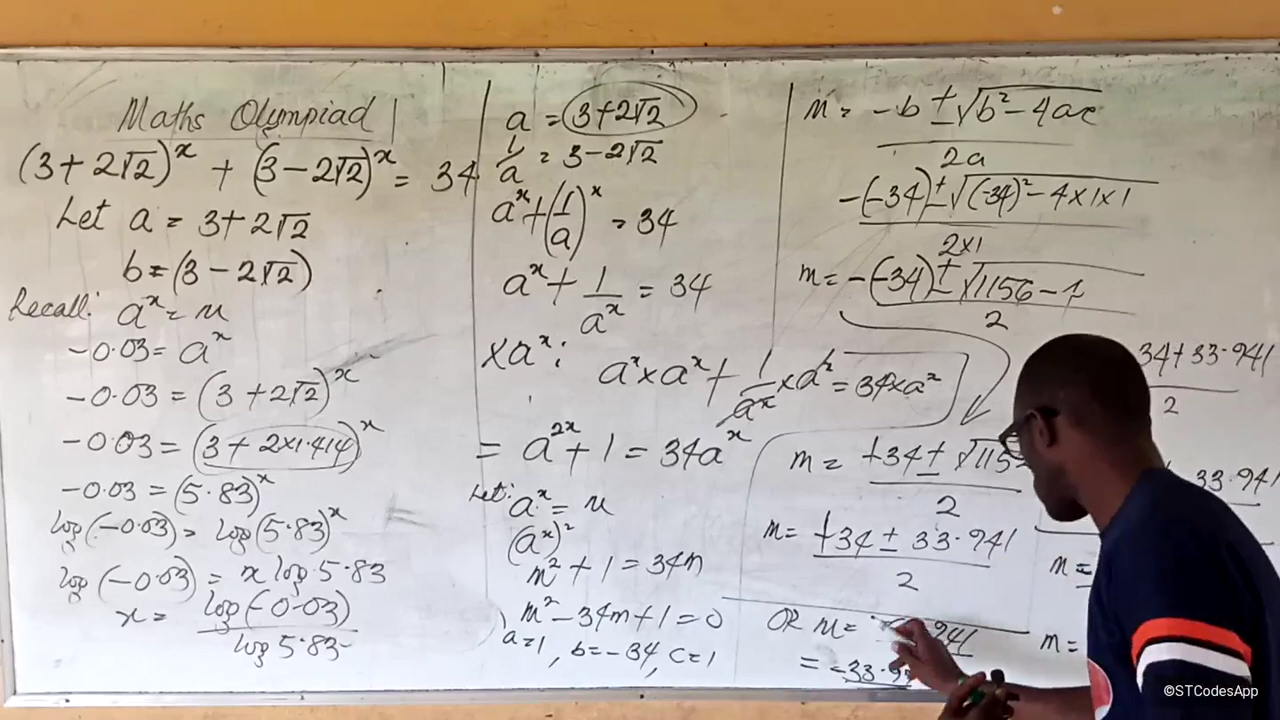 Maths Olympiad
(3+2√2)^x + (3-2√2)^x = 34
Let a = 3+2√2
b = (3-2√2)
Recall: a^x = m
-0.03 = a^x
-0.03 = (3+2√2)^x
-0.03 = (3+2×1.414)^x
-0.03 = (5.83)^x
log(-0.03) = log(5.83)^x
log(-0.03) = x log 5.83
x = log(-0.03)
log 5.83
a = 3+2√2
1/a = 3-2√2
a^x + (1/a)^x = 34
a^x + 1/a^x = 34
×a^x:
a^x × a^x + 1/a^x × a^x = 34×a^x
= a^2x + 1 = 34a^x
Let: a^x = m
(a^x)^2
m^2 + 1 = 34m
m^2 - 34m + 1 = 0
a=1, b=-34, c=1
m = -b ± √b^2 - 4ac
2a
-(-34) ± √(-34)^2 - 4×1×1
2×1
m = -(-34) ± √1156 - 4
2
m = +34 ± √115
2
m = +34 ± 33.941
2
OR m =
941
= -33.9
34 + 33.941
2
33.941
m =
m =
©STCodesApp